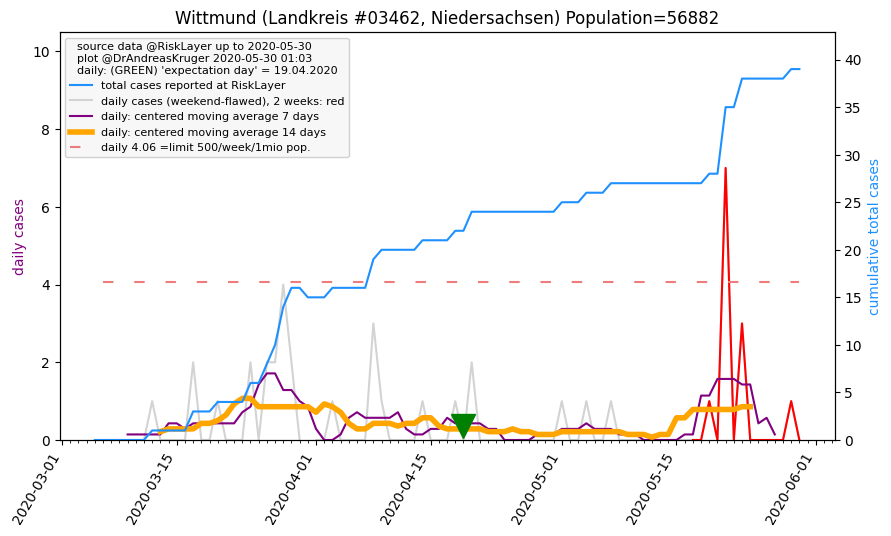 Wittmund (Landkreis #03462, Niedersachsen) Population=56882
source data @RiskLayer up to 2020-05-30
plot @DrAndreasKruger 2020-05-30 01:03
daily: (GREEN) 'expectation day' = 19.04.2020
total cases reported at RiskLayer
daily cases (weekend-flawed), 2 weeks: red
daily: centered moving average 7 days
daily: centered moving average 14 days
daily 4.06 =limit 500/week/1mio pop.
daily cases
10
8
6
4
2
0
cumulative total cases
40
35
30
25
20
15
10
5
0
2020-03-01
2020-03-15
2020-04-01
2020-04-15
2020-05-01
2020-05-15
2020-06-01